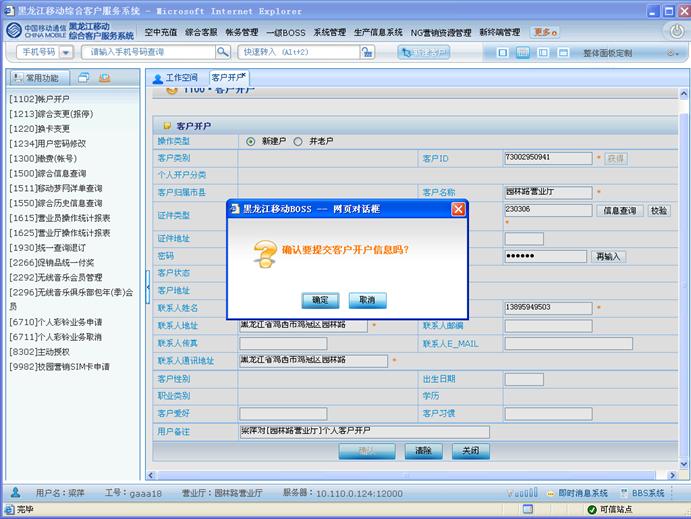 黑龙江移动综合客户服务系统 - Microsoft Internet Explorer
中国移动通信 CHINA MOBILE 黑龙江移动 综合客户服务系统 空中充值 综合客服 帐务管理 一级BOSS 系统管理 生产信息系统 NG营销资源管理 新终端管理 更多
手机号码 请输入手机号码查询 快速转入 (Alt+2) 新建客户 整体面板定制
常用功能 工作空间 客户开户
1100·客户开户
[1102]帐户开户
[1213]综合变更(报停)
[1220]换卡变更
[1234]用户密码修改
[1300]缴费(帐号)
[1500]综合信息查询
[1511]移动梦网详单查询
[1550]综合历史信息查询
[1615]营业员操作统计报表
[1625]营业厅操作统计报表
[1930]统一查询退订
[2266]促销品统一付奖
[2292]无线音乐会员管理
[2296]无线音乐俱乐部包年(季)会员
[6710]个人彩铃业务申请
[6711]个人彩铃业务取消
[8302]主动授权
[9982]校园营销SIM卡申请
客户开户
操作类型 新建户 并老户
客户类别 客户ID 73002950941 * 获得
个人开户分类
客户归属市县 客户名称 园林路营业厅 *
证件类型 230306 信息查询 校验
*
证件地址
密码 ●●●●●● 再输入
客户状态
客户地址
联系人姓名 13895949503 *
联系人地址 黑龙江省鸡西市鸡冠区园林路 * 联系人邮编
联系人传真 联系人E_MAIL
联系人通讯地址 黑龙江省鸡西市鸡冠区园林路 *
客户性别 出生日期
职业类别 学历
客户爱好 客户习惯
用户备注 梁萍对[园林路营业厅]个人客户开户
确认 清除 关闭
黑龙江移动BOSS -- 网页对话框
确认要提交客户开户信息吗?
确定 取消
用户名:梁萍 工号:gaaa18 营业厅:园林路营业厅 服务器:10.110.0.124:12000 即时消息系统 BBS系统
完毕 可信站点